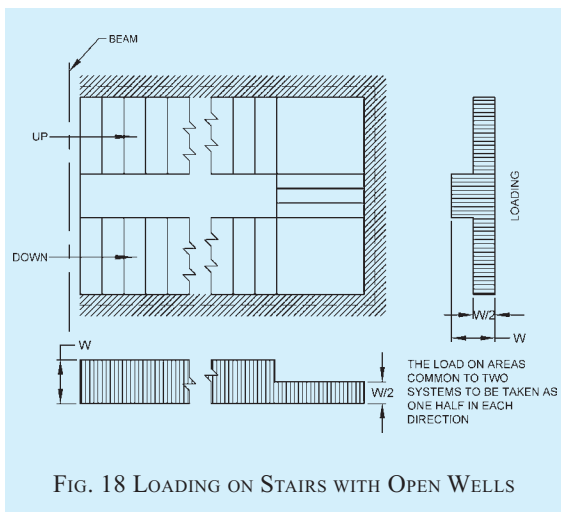 BEAM
UP
LOADING
DOWN
W/2
W
W
W/2
THE LOAD ON AREAS
COMMON TO TWO
SYSTEMS TO BE TAKEN AS
ONE HALF IN EACH
DIRECTION
FIG. 18 LOADING ON STAIRS WITH OPEN WELLS